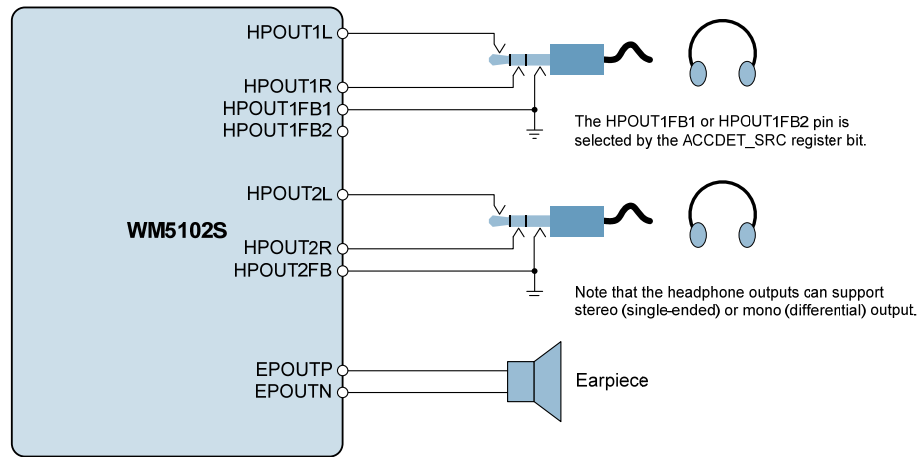 HPOUT1L
HPOUT1R
HPOUT1FB1
HPOUT1FB2
The HPOUT1FB1 or HPOUT1FB2 pin is
selected by the ACCDET_SRC register bit.
HPOUT2L
WM5102S
HPOUT2R
HPOUT2FB
Note that the headphone outputs can support
stereo (single-ended) or mono (differential) output.
EPOUTP
EPOUTN
Earpiece